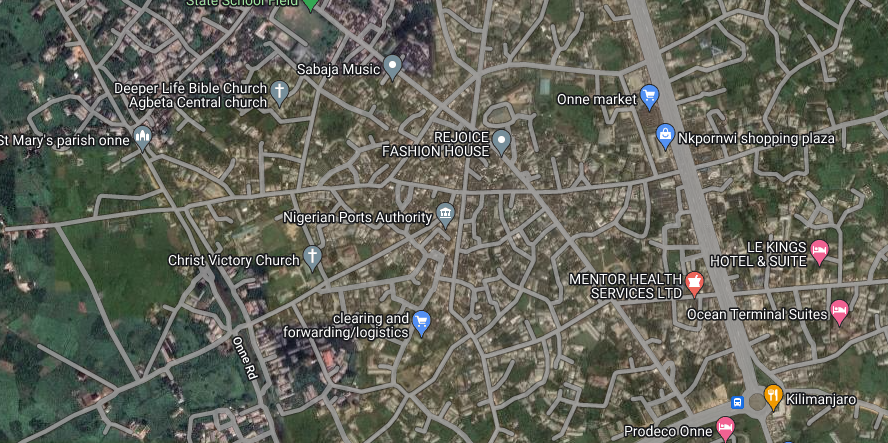 State School Field
Sabaja Music
Deeper Life Bible Church
Agbeta Central church
Onne market
St Mary's parish onne
REJOICE
FASHION HOUSE
Nkpornwi shopping plaza
Nigerian Ports Authority
Christ Victory Church
LE KINGS
HOTEL & SUITE
MENTOR HEALTH
SERVICES LTD
Ocean Terminal Suites
clearing and
forwarding/logistics
Onne Rd
Kilimanjaro
Prodeco Onne